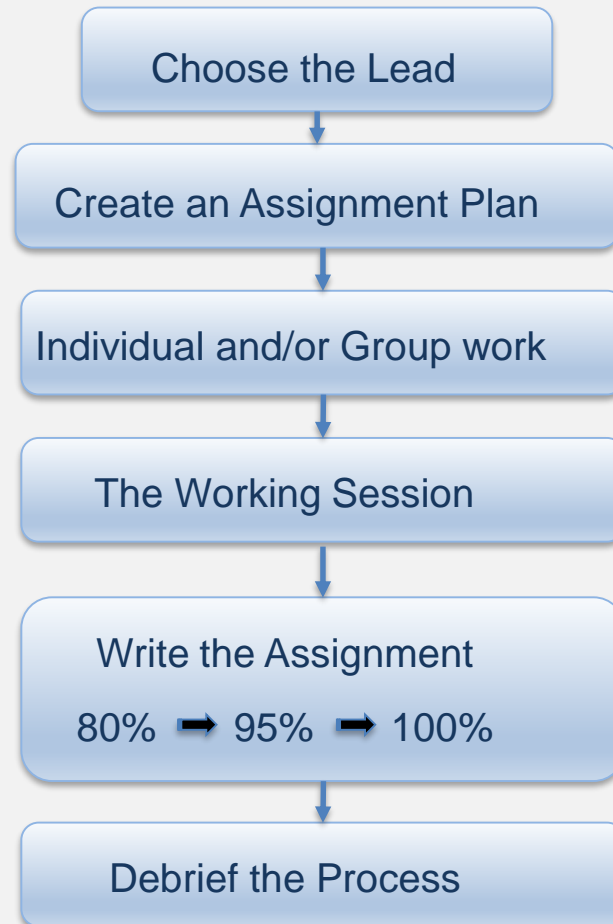 Choose the Lead
Create an Assignment Plan
Individual and/or Group work
The Working Session
Write the Assignment
80% 95% 100%
Debrief the Process